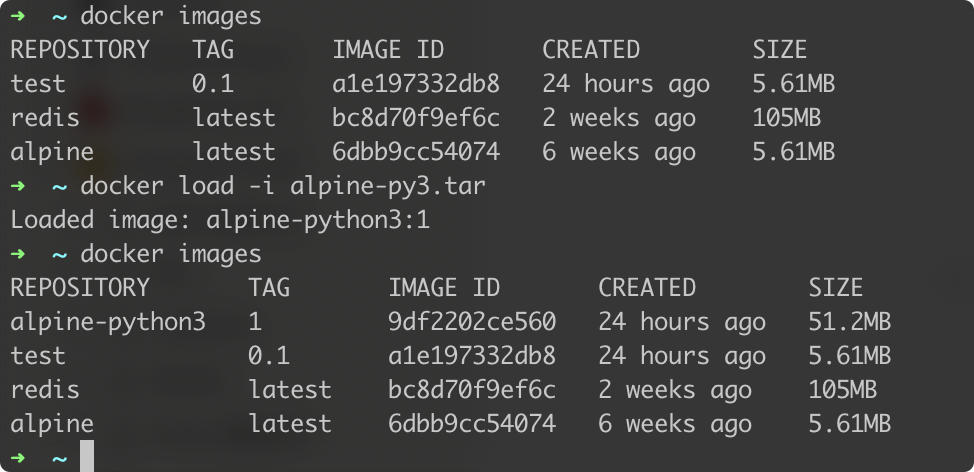 ➜ ~ docker images
REPOSITORY TAG IMAGE ID CREATED SIZE
test 0.1 a1e197332db8 24 hours ago 5.61MB
redis latest bc8d70f9ef6c 2 weeks ago 105MB
alpine latest 6dbb9cc54074 6 weeks ago 5.61MB
➜ ~ docker load -i alpine-py3.tar
Loaded image: alpine-python3:1
➜ ~ docker images
REPOSITORY TAG IMAGE ID CREATED SIZE
alpine-python3 1 9df2202ce560 24 hours ago 51.2MB
test 0.1 a1e197332db8 24 hours ago 5.61MB
redis latest bc8d70f9ef6c 2 weeks ago 105MB
alpine latest 6dbb9cc54074 6 weeks ago 5.61MB
➜ ~